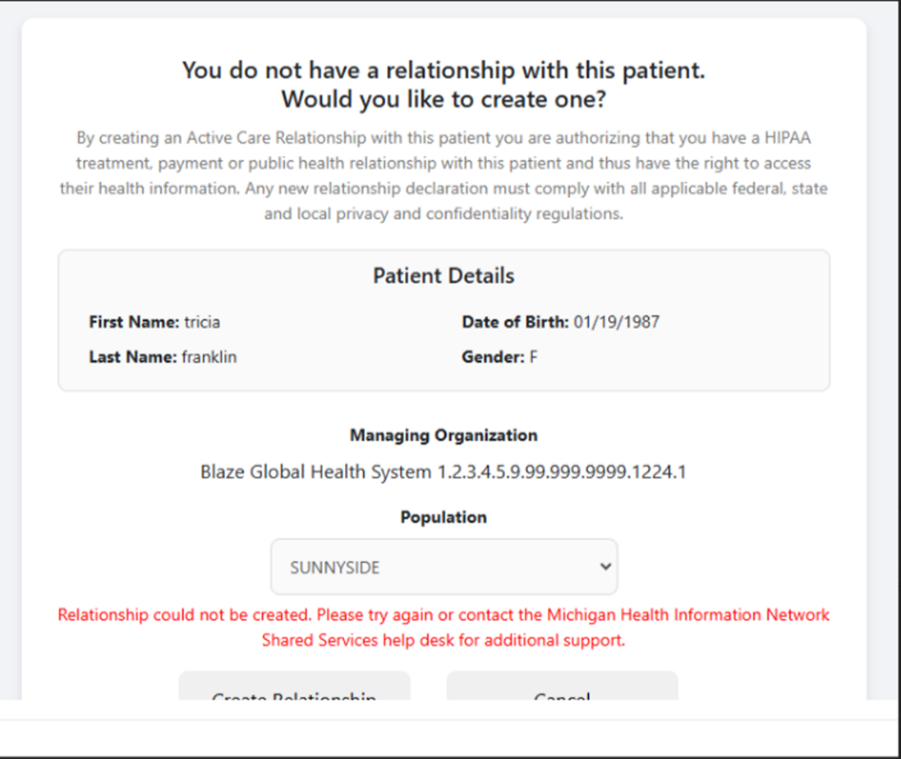 You do not have a relationship with this patient.
Would you like to create one?
By creating an Active Care Relationship with this patient you are authorizing that you have a HIPAA
treatment, payment or public health relationship with this patient and thus have the right to access
their health information. Any new relationship declaration must comply with all applicable federal, state
and local privacy and confidentiality regulations.
Patient Details
First Name: tricia
Date of Birth: 01/19/1987
Last Name: franklin
Gender: F
Managing Organization
Blaze Global Health System 1.2.3.4.5.9.99.999.9999.1224.1
Population
SUNNYSIDE
Relationship could not be created. Please try again or contact the Michigan Health Information Network
Shared Services help desk for additional support.
Create Relationship
Cancel